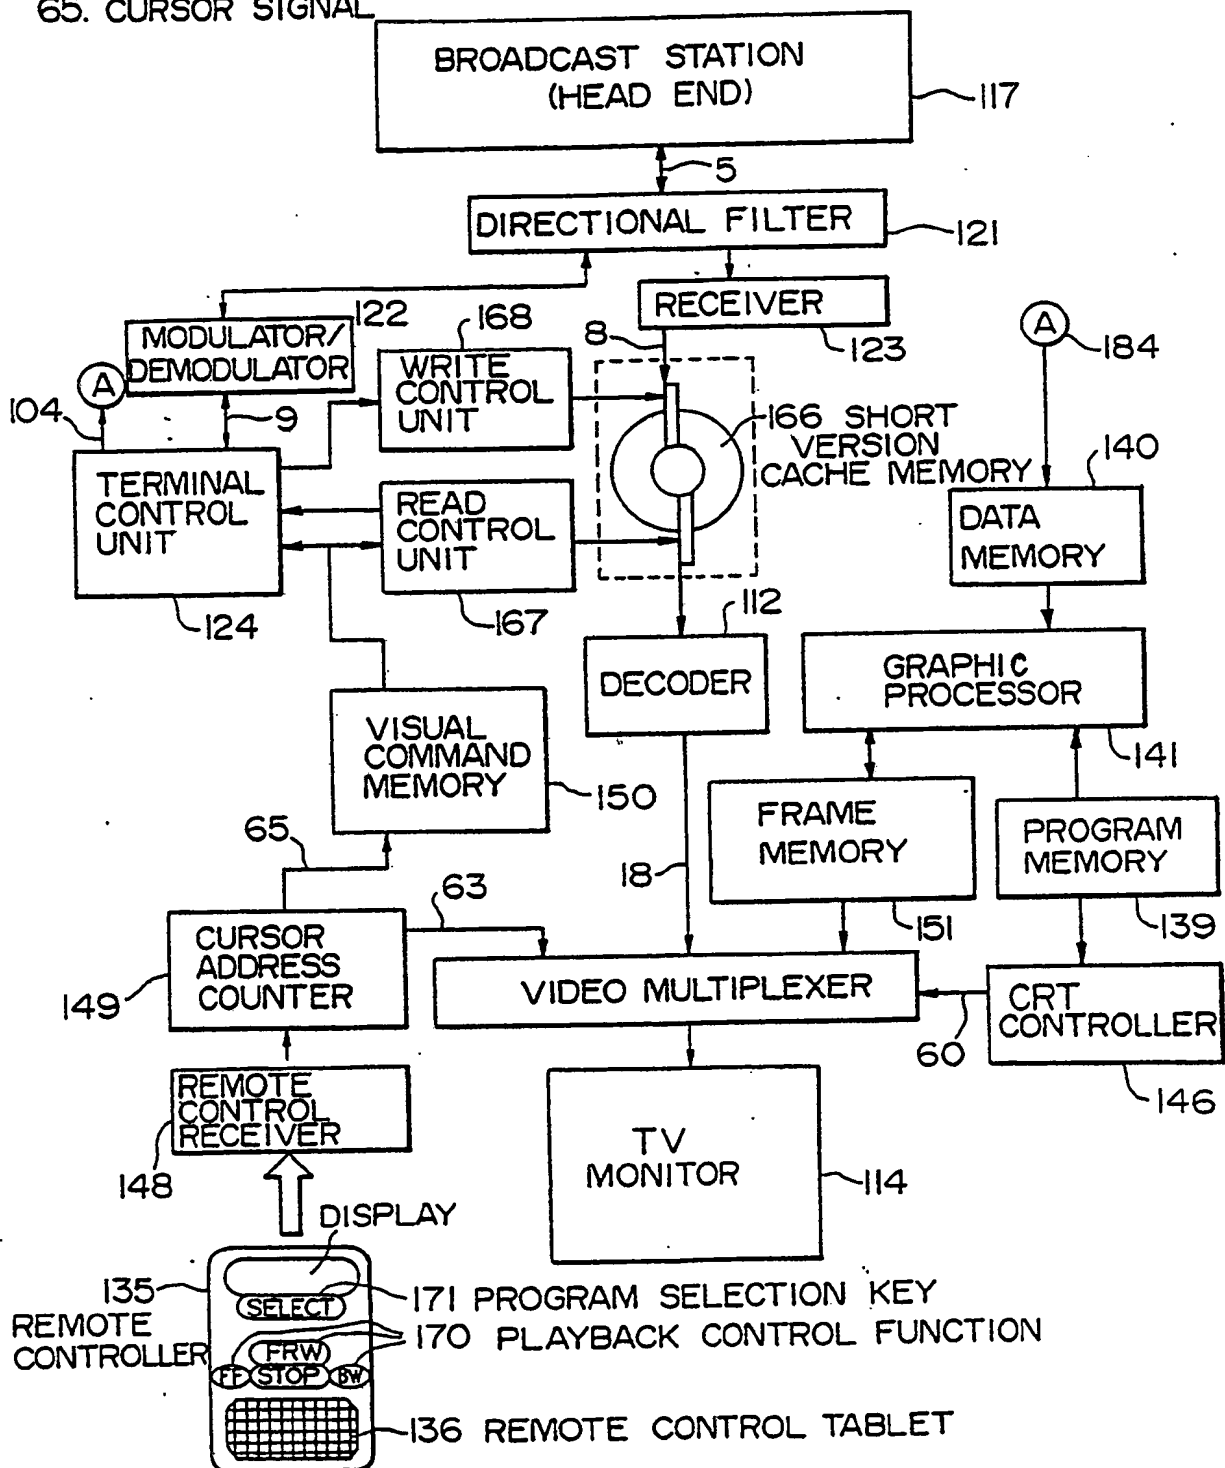 65. CURSOR SIGNAL
BROADCAST STATION
(HEAD END)
117
5
DIRECTIONAL FILTER
121
RECEIVER
123
8
122
MODULATOR/
DEMODULATOR
168
WRITE
CONTROL
UNIT
A
184
A
104
9
166 SHORT
VERSION
CACHE MEMORY
140
TERMINAL
CONTROL
UNIT
124
READ
CONTROL
UNIT
167
DATA
MEMORY
112
DECODER
GRAPHIC
PROCESSOR
141
VISUAL
COMMAND
MEMORY
150
FRAME
MEMORY
151
PROGRAM
MEMORY
139
65
18
63
CURSOR
ADDRESS
COUNTER
149
VIDEO MULTIPLEXER
60
CRT
CONTROLLER
146
REMOTE
CONTROL
RECEIVER
148
TV
MONITOR
114
DISPLAY
135
REMOTE
CONTROLLER
SELECT
171 PROGRAM SELECTION KEY
170 PLAYBACK CONTROL FUNCTION
FRW
FF
STOP
BW
136 REMOTE CONTROL TABLET